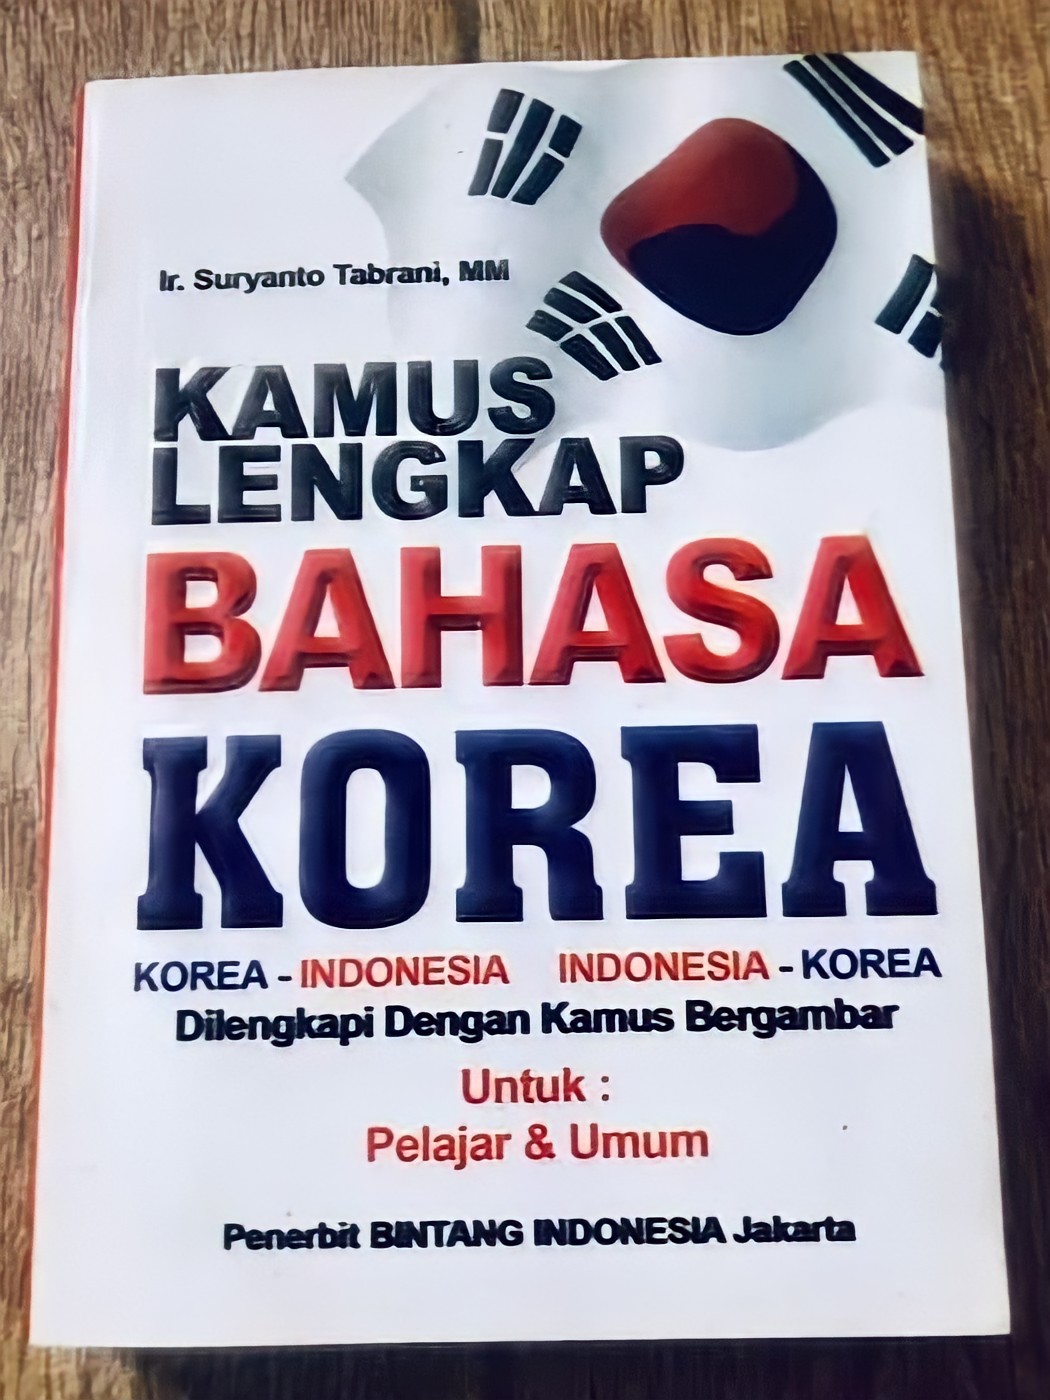 Ir. Suryanto Tabrani, MM
KAMUS
LENGKAP
BAHASA
KOREA
KOREA - INDONESIA INDONESIA - KOREA
Dilengkapi Dengan Kamus Bergambar
Untuk :
Pelajar & Umum
Penerbit BINTANG INDONESIA Jakarta